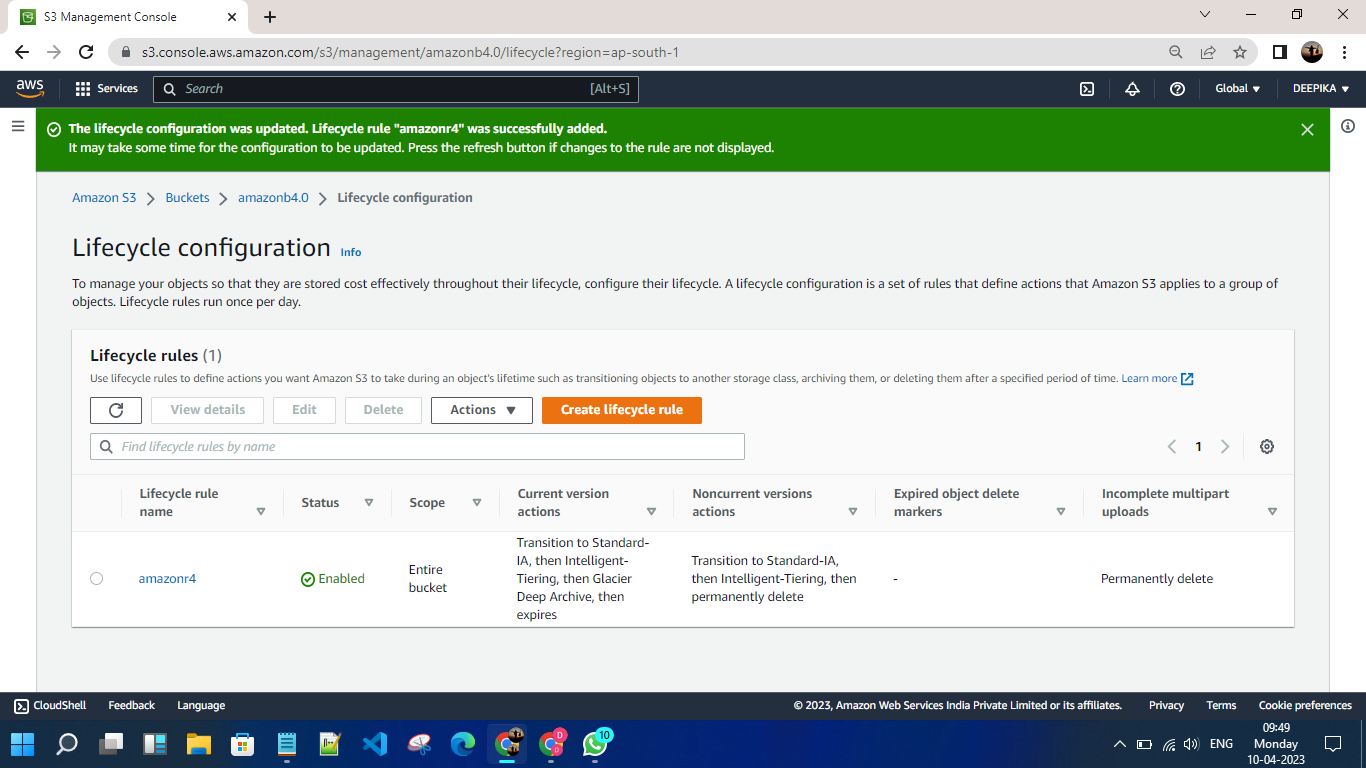 S3 Management Console
s3.console.aws.amazon.com/s3/management/amazonb4.0/lifecycle?region=ap-south-1
aws
Services
Search
[Alt+S]
Global
DEEPIKA
The lifecycle configuration was updated. Lifecycle rule "amazonr4" was successfully added.
It may take some time for the configuration to be updated. Press the refresh button if changes to the rule are not displayed.
Amazon S3 > Buckets > amazonb4.0 > Lifecycle configuration
Lifecycle configuration Info
To manage your objects so that they are stored cost effectively throughout their lifecycle, configure their lifecycle. A lifecycle configuration is a set of rules that define actions that Amazon S3 applies to a group of
objects. Lifecycle rules run once per day.
Lifecycle rules (1)
Use lifecycle rules to define actions you want Amazon S3 to take during an object's lifetime such as transitioning objects to another storage class, archiving them, or deleting them after a specified period of time. Learn more
View details
Edit
Delete
Actions
Create lifecycle rule
Find lifecycle rules by name
1
Lifecycle rule
name
Status
Scope
Current version
actions
Noncurrent versions
actions
Expired object delete
markers
Incomplete multipart
uploads
amazonr4
Enabled
Entire
bucket
Transition to Standard-
IA, then Intelligent-
Tiering, then Glacier
Deep Archive, then
expires
Transition to Standard-IA,
then Intelligent-Tiering, then
permanently delete
-
Permanently delete
CloudShell
Feedback
Language
© 2023, Amazon Web Services India Private Limited or its affiliates.
Privacy
Terms
Cookie preferences
D
D
10
ENG
09:49
Monday
10-04-2023